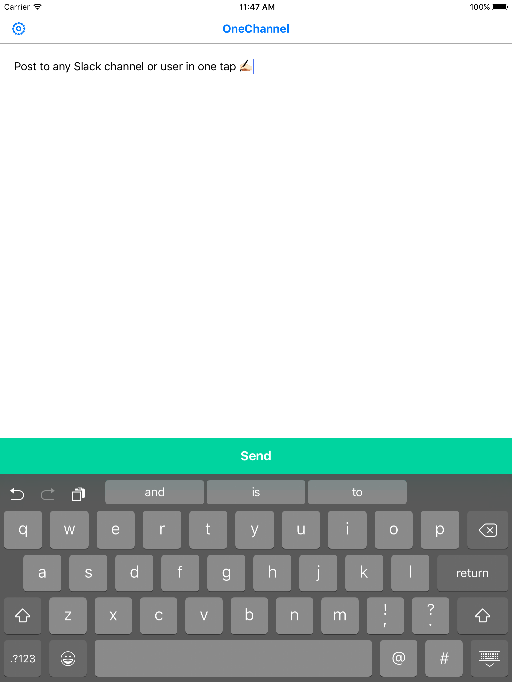 Carrier 11:47 AM 100%
OneChannel
Post to any Slack channel or user in one tap ✍🏻
Send
and is to
q w e r t y u i o p
a s d f g h j k l return
z x c v b n m ! , ? .
.?123 @ #